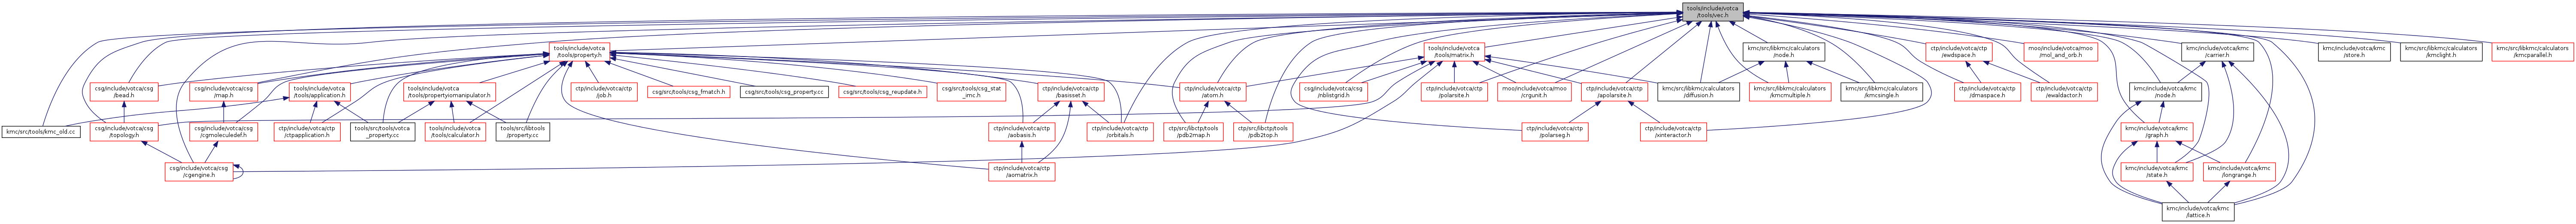 tools/include/votca
/tools/vec.h
tools/include/votca
/tools/property.h
tools/include/votca
/tools/matrix.h
kmc/src/libkmc/calculators
/node.h
ctp/include/votca/ctp
/ewdspace.h
moo/include/votca/moo
/mol_and_orb.h
kmc/include/votca/kmc
/carrier.h
kmc/include/votca/kmc
/store.h
kmc/src/libkmc/calculators
/kmclight.h
kmc/src/libkmc/calculators
/kmcparallel.h
csg/include/votca/csg
/bead.h
csg/include/votca/csg
/map.h
tools/include/votca
/tools/application.h
tools/include/votca
/tools/propertyiomanipulator.h
ctp/include/votca/ctp
/job.h
csg/src/tools/csg_fmatch.h
csg/src/tools/csg_property.cc
csg/src/tools/csg_reupdate.h
csg/src/tools/csg_stat
_imc.h
ctp/include/votca/ctp
/basisset.h
ctp/include/votca/ctp
/atom.h
csg/include/votca/csg
/nblistgrid.h
ctp/include/votca/ctp
/polarsite.h
moo/include/votca/moo
/crgunit.h
ctp/include/votca/ctp
/apolarsite.h
kmc/src/libkmc/calculators
/diffusion.h
kmc/src/libkmc/calculators
/kmcmultiple.h
kmc/src/libkmc/calculators
/kmcsingle.h
ctp/include/votca/ctp
/dmaspace.h
ctp/include/votca/ctp
/ewaldactor.h
kmc/include/votca/kmc
/node.h
kmc/src/tools/kmc_old.cc
csg/include/votca/csg
/topology.h
csg/include/votca/csg
/cgmoleculedef.h
ctp/include/votca/ctp
/ctpapplication.h
tools/src/tools/votca
_property.cc
tools/include/votca
/tools/calculator.h
tools/src/libtools
/property.cc
ctp/include/votca/ctp
/aobasis.h
ctp/include/votca/ctp
/orbitals.h
ctp/src/libctp/tools
/pdb2map.h
ctp/src/libctp/tools
/pdb2top.h
ctp/include/votca/ctp
/polarseg.h
ctp/include/votca/ctp
/xinteractor.h
kmc/include/votca/kmc
/graph.h
csg/include/votca/csg
/cgengine.h
ctp/include/votca/ctp
/aomatrix.h
kmc/include/votca/kmc
/state.h
kmc/include/votca/kmc
/longrange.h
kmc/include/votca/kmc
/lattice.h